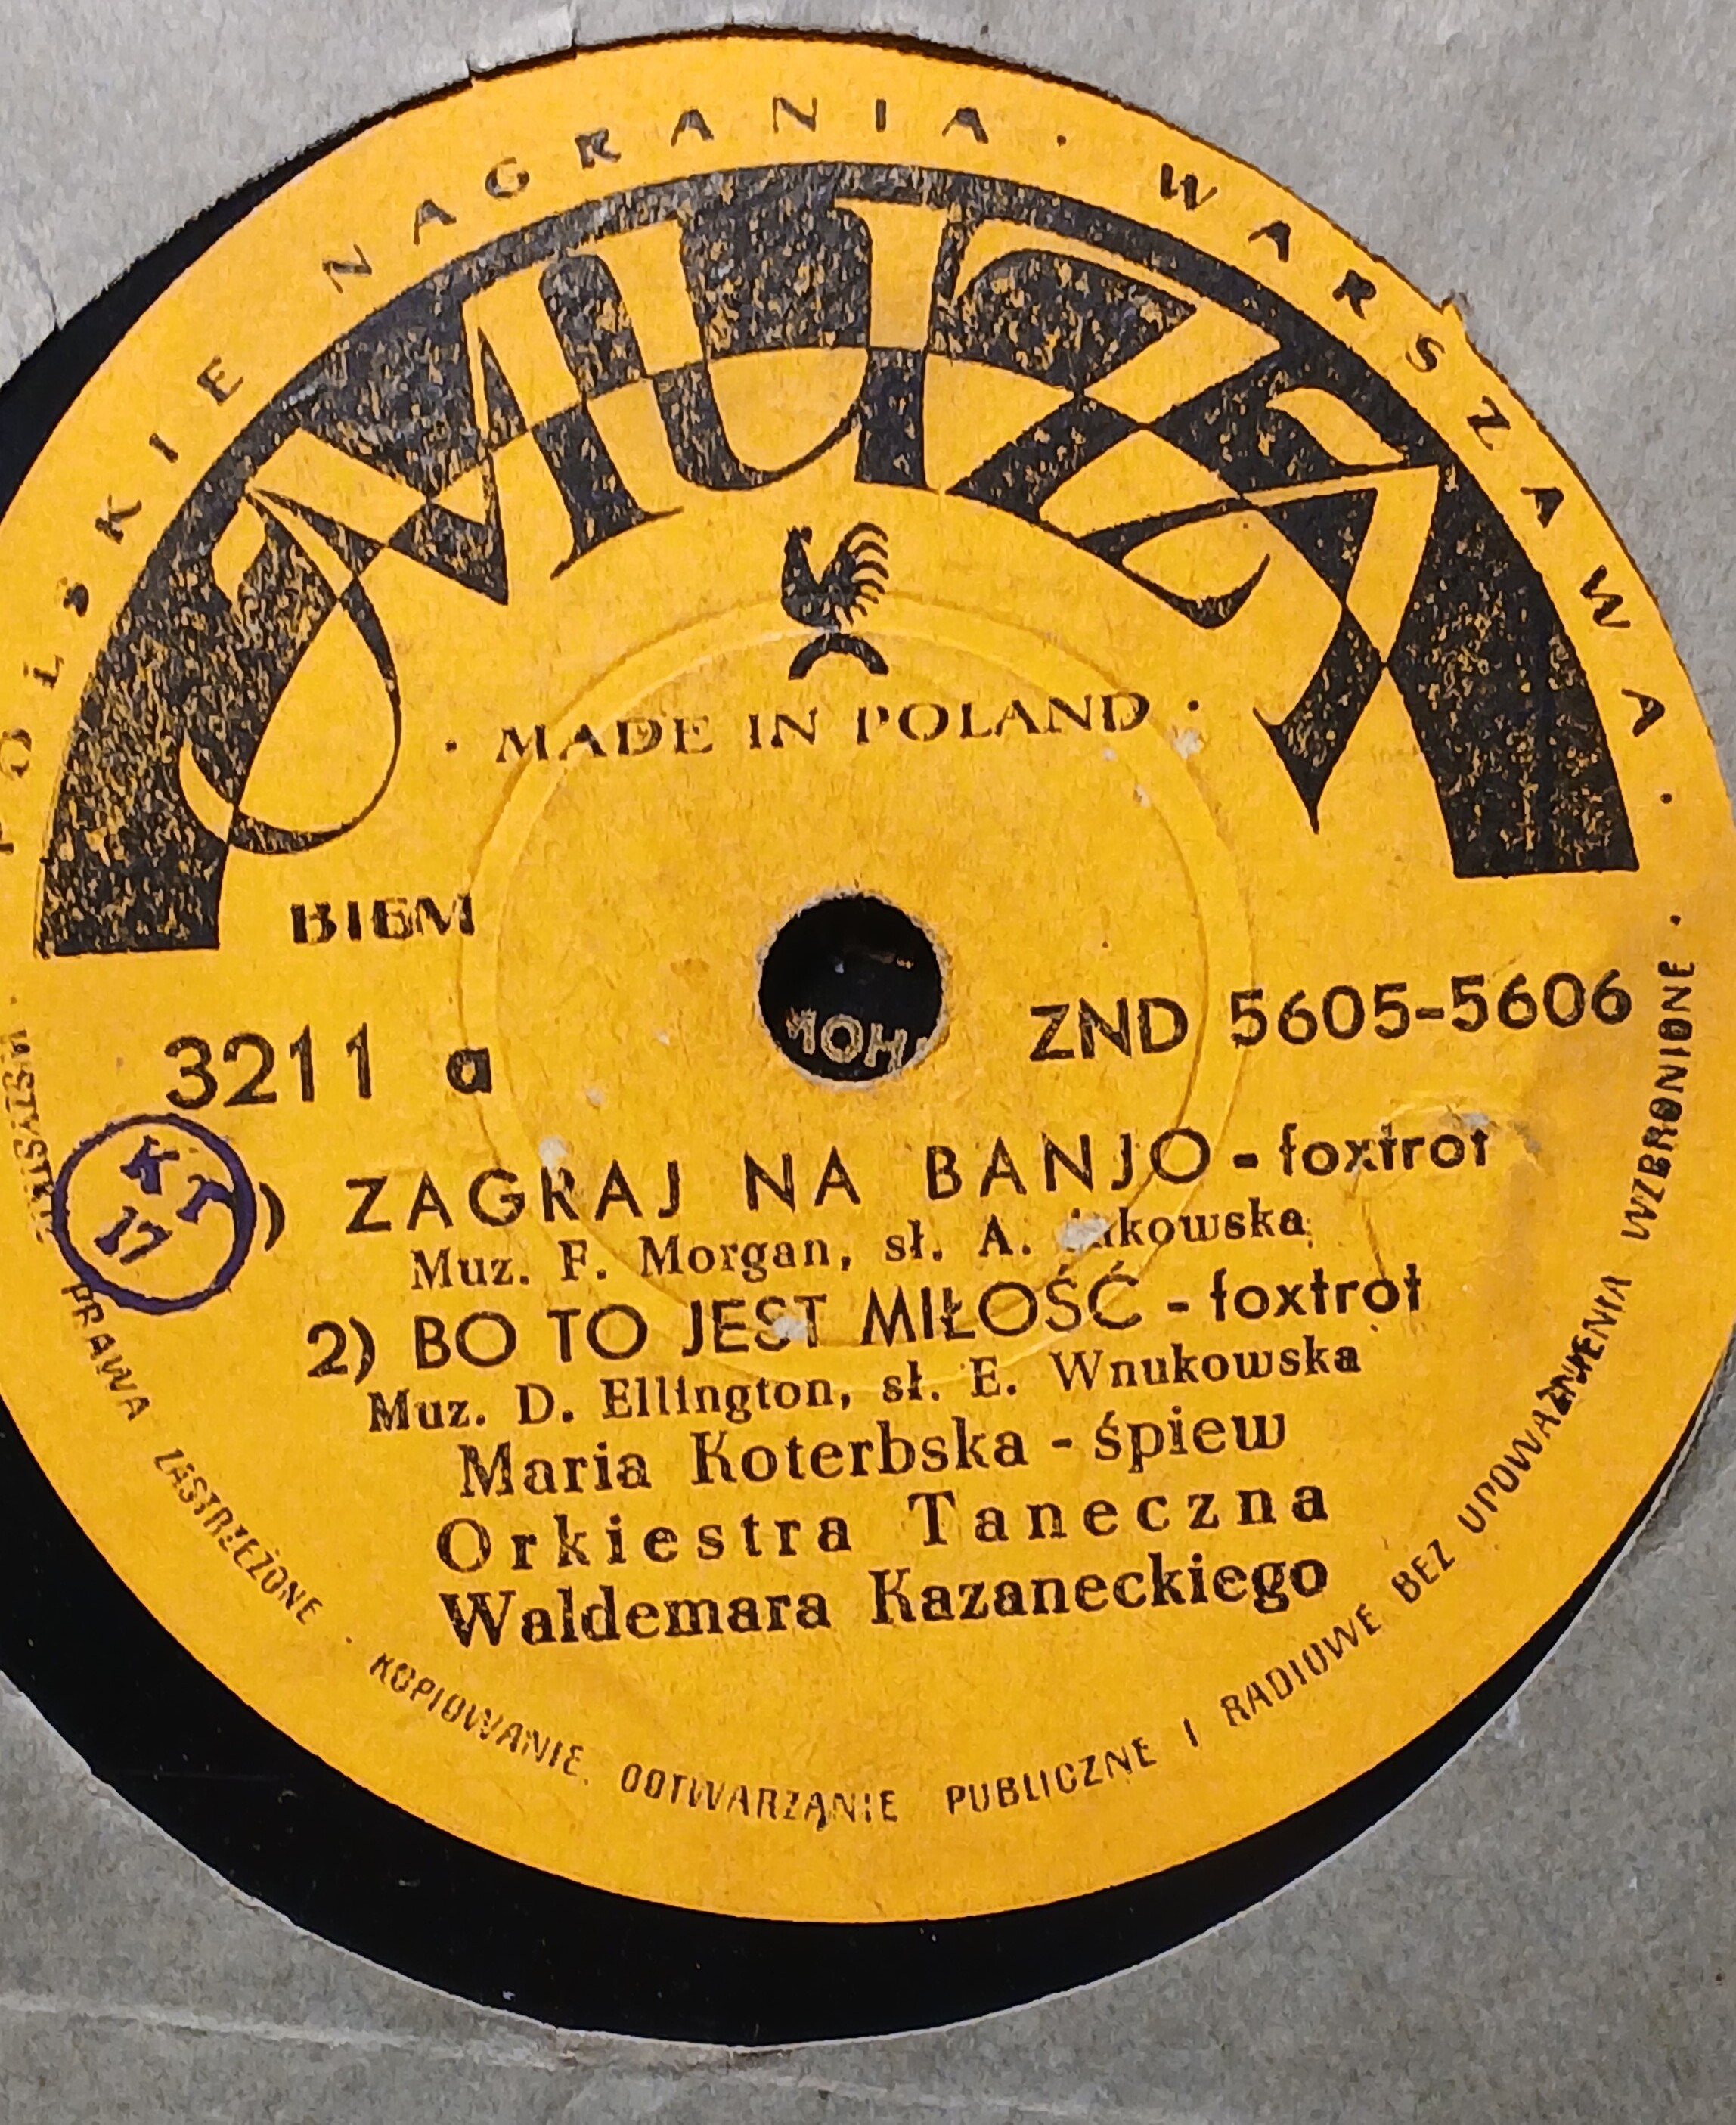 POLSKIE NAGRANIA · WARSZAWA ·
MUZA
· MADE IN POLAND ·
BIEM
3211 a
ZND 5605-5606
KT
17
) ZAGRAJ NA BANJO - foxtrot
Muz. F. Morgan, sł. A.
2) BO TO JEST MIŁOŚĆ - foxtrot
Muz. D. Ellington, sł. E. Wnukowska
Maria Koterbska - śpiew
Orkiestra Taneczna
Waldemara Kazaneckiego
PRAWA ZASTRZEŻONE · KOPIOWANIE, ODTWARZANIE PUBLICZNE I RADIOWE BEZ UPOWAŻNIENIA WZBRONIONE ·